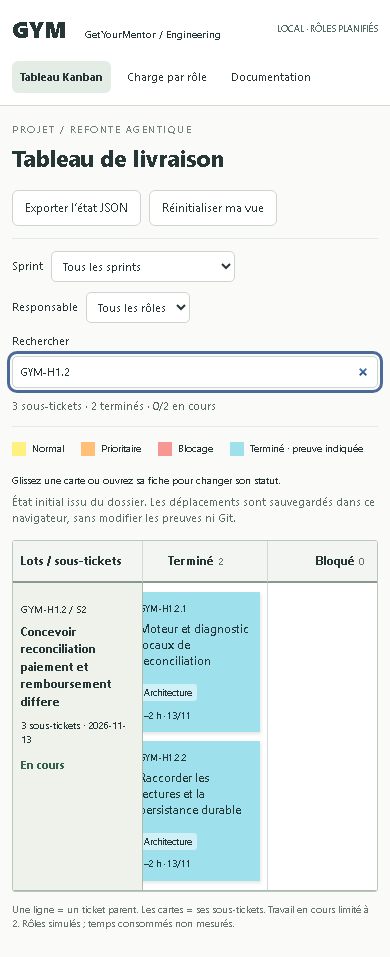 GYM GetYourMentor / Engineering LOCAL · RÔLES PLANIFIÉS
Tableau Kanban Charge par rôle Documentation
PROJET / REFONTE AGENTIQUE
Tableau de livraison
Exporter l'état JSON Réinitialiser ma vue
Sprint Tous les sprints
Responsable Tous les rôles
Rechercher
GYM-H1.2
3 sous-tickets · 2 terminés · 0/2 en cours
Normal Prioritaire Blocage Terminé · preuve indiquée
Glissez une carte ou ouvrez sa fiche pour changer son statut.
État initial issu du dossier. Les déplacements sont sauvegardés dans ce
navigateur, sans modifier les preuves ni Git.
Lots / sous-tickets Terminé 2 Bloqué 0
GYM-H1.2 / S2
Concevoir
reconciliation
paiement et
remboursement
differe
3 sous-tickets · 2026-11-
13
En cours
GYM-H1.2.1
Moteur et diagnostic
locaux de
reconciliation
Architecture
~2 h · 13/11
GYM-H1.2.2
Raccorder les
lectures et la
persistance durable
Architecture
~2 h · 13/11
Une ligne = un ticket parent. Les cartes = ses sous-tickets. Travail en cours limité à
2. Rôles simulés ; temps consommés non mesurés.